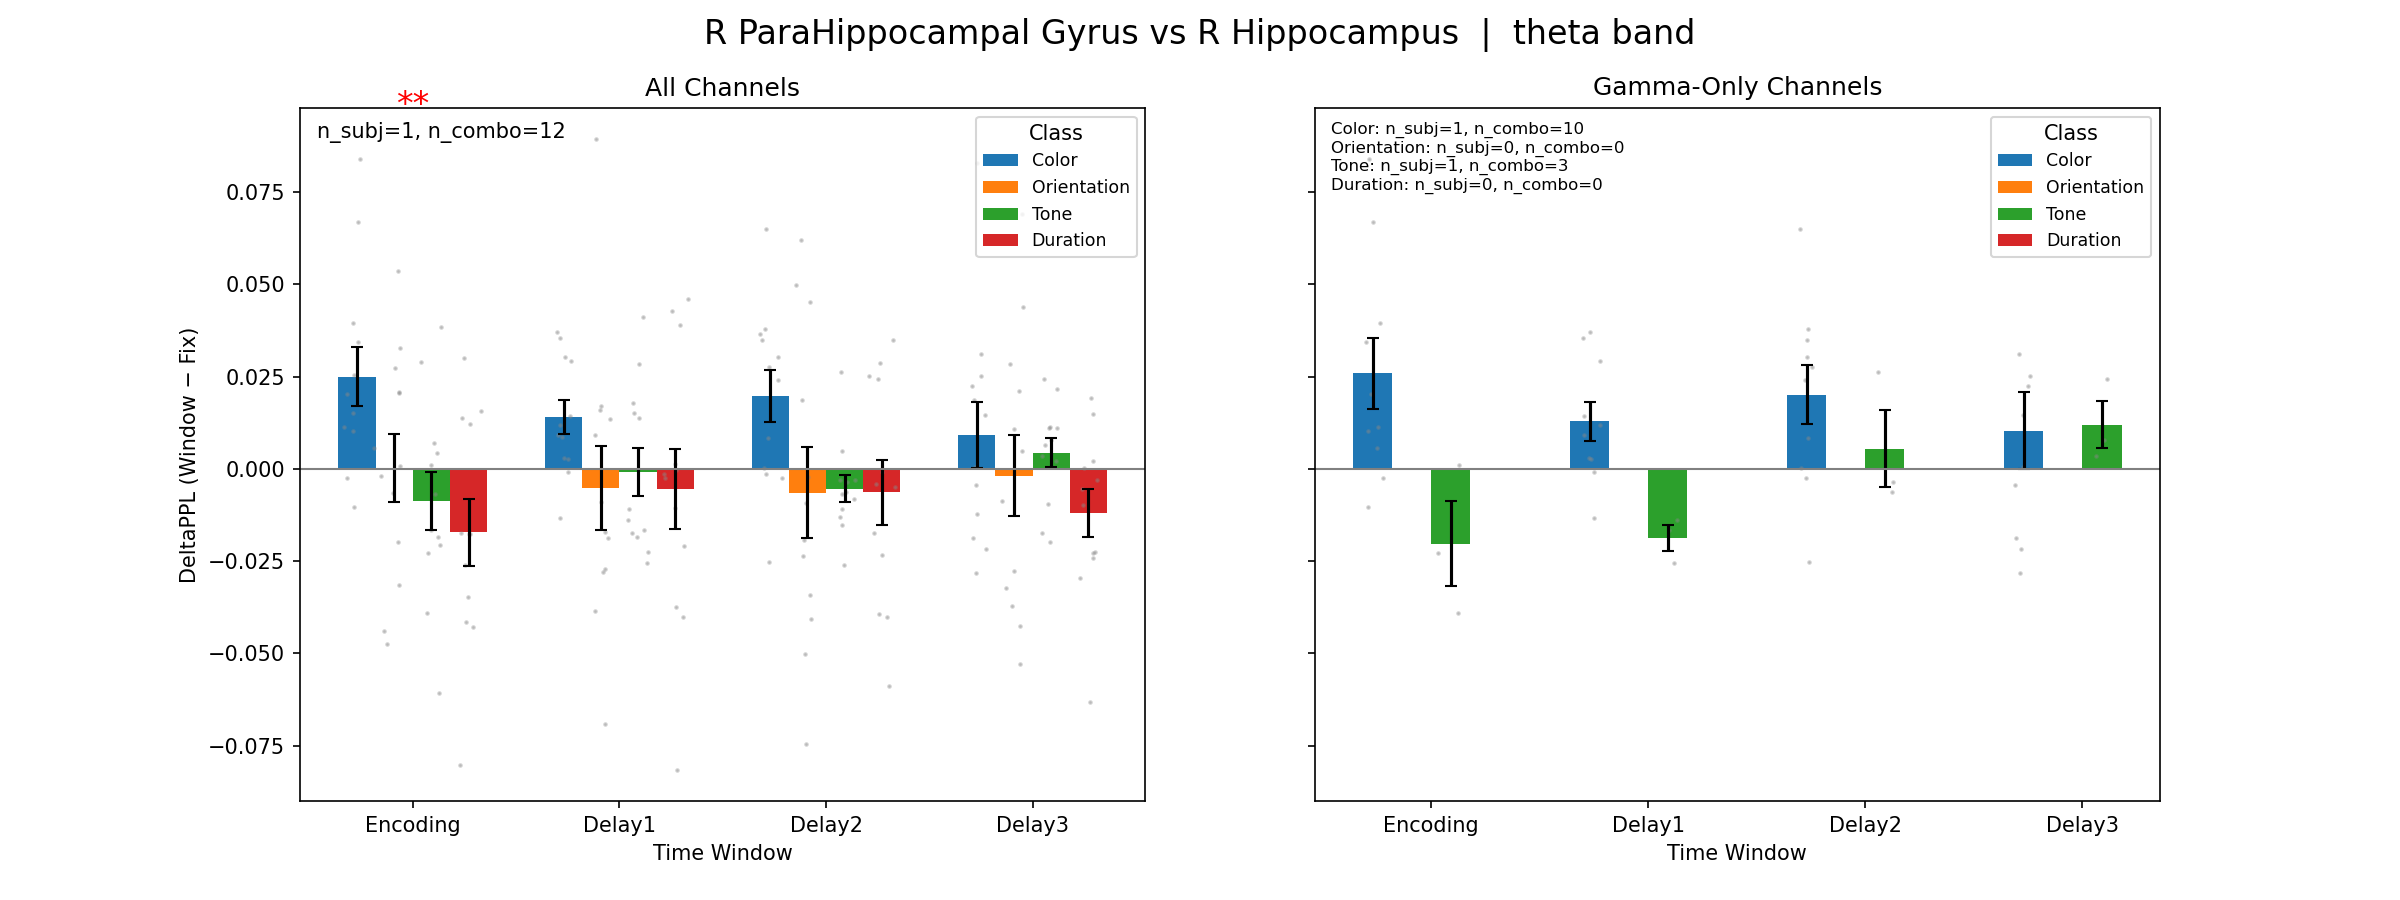 R ParaHippocampal Gyrus vs R Hippocampus | theta band
All Channels
**
n_subj=1, n_combo=12
Class
Color
Orientation
Tone
Duration
0.075
0.050
0.025
0.000
−0.025
−0.050
−0.075
DeltaPPL (Window − Fix)
Encoding
Delay1
Delay2
Delay3
Time Window
Gamma-Only Channels
Color: n_subj=1, n_combo=10
Orientation: n_subj=0, n_combo=0
Tone: n_subj=1, n_combo=3
Duration: n_subj=0, n_combo=0
Class
Color
Orientation
Tone
Duration
Encoding
Delay1
Delay2
Delay3
Time Window